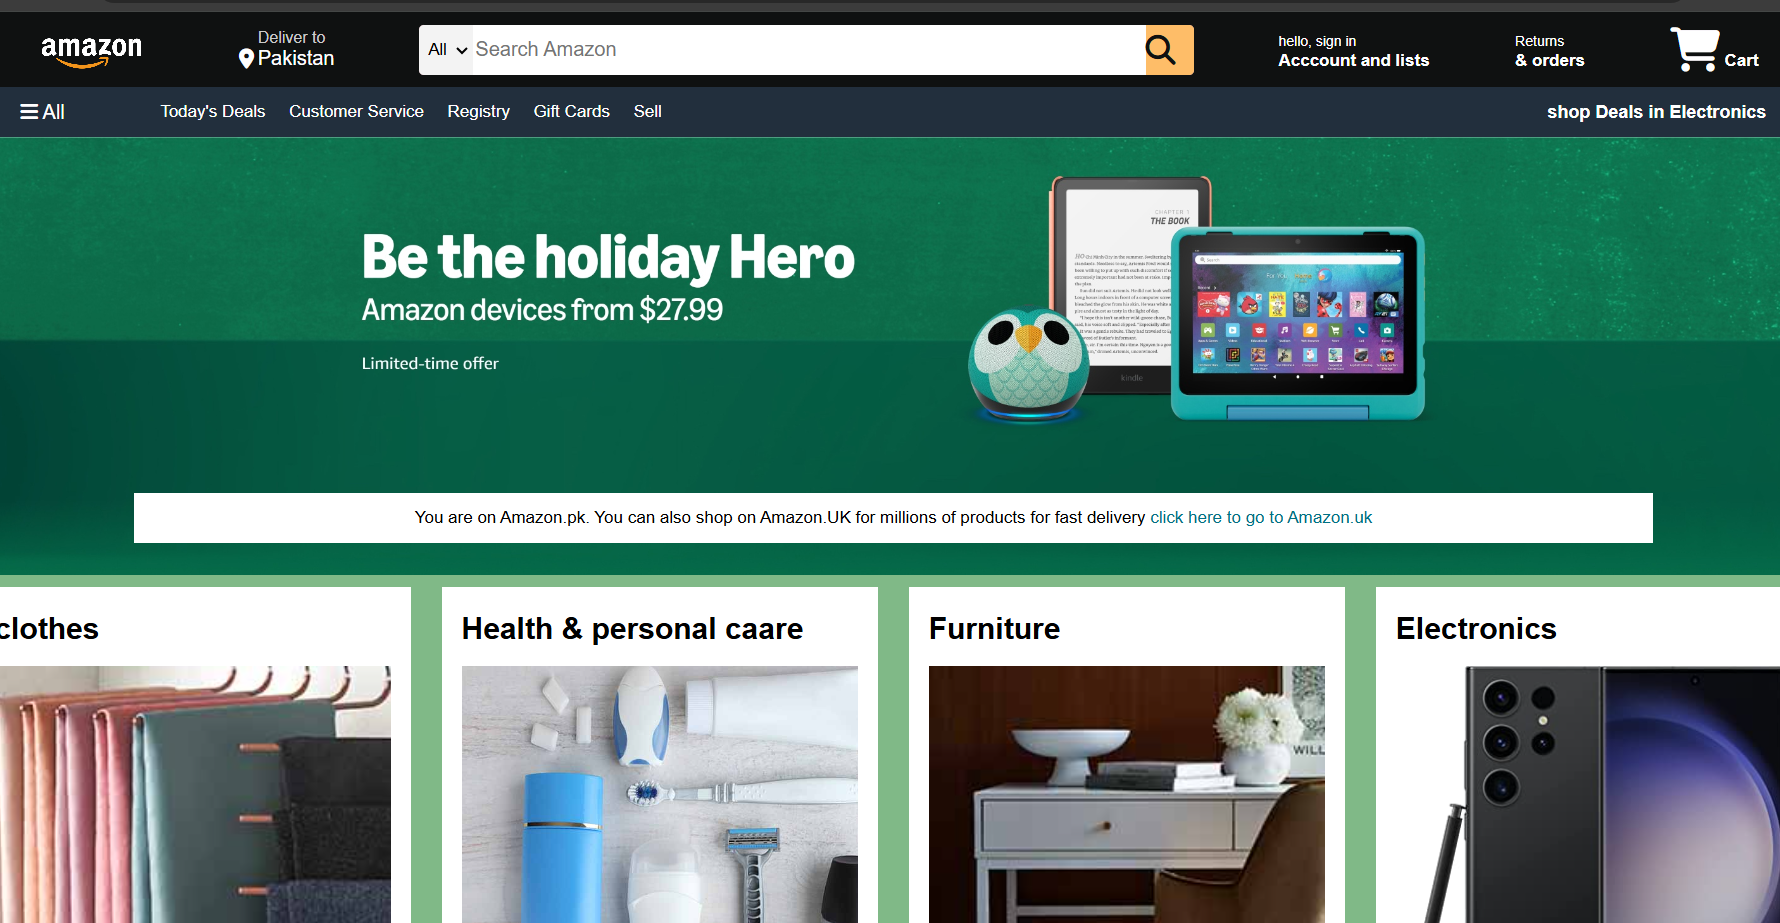 amazon
Deliver to
Pakistan
All
Search Amazon
hello, sign in
Acccount and lists
Returns
& orders
Cart
All
Today's Deals
Customer Service
Registry
Gift Cards
Sell
shop Deals in Electronics
Be the holiday Hero
Amazon devices from $27.99
Limited-time offer
CHAPTER 1
THE BOOK
kindle
Search
For You
You are on Amazon.pk. You can also shop on Amazon.UK for millions of products for fast delivery click here to go to Amazon.uk
clothes
Health & personal caare
Furniture
Electronics
WILL